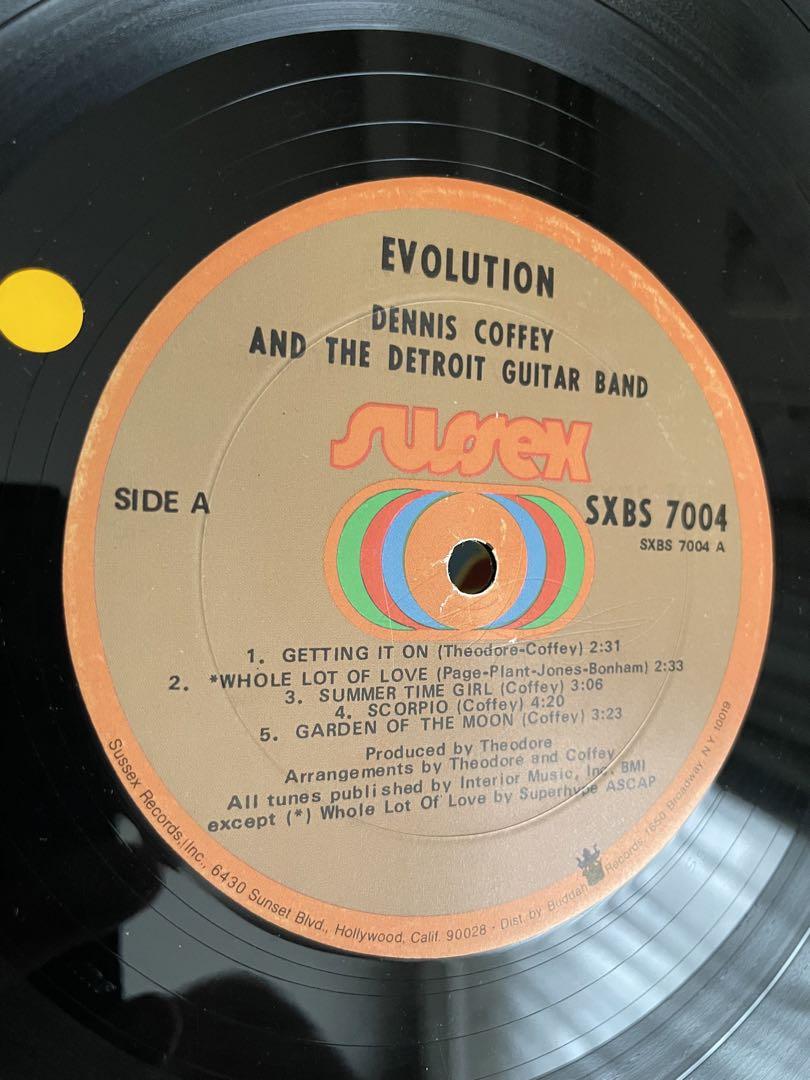 EVOLUTION
DENNIS COFFEY
AND THE DETROIT GUITAR BAND
sussex
SIDE A
SXBS 7004
SXBS 7004 A
1. GETTING IT ON (Theodore-Coffey) 2:31
2. *WHOLE LOT OF LOVE (Page-Plant-Jones-Bonham) 2:33
3. SUMMER TIME GIRL (Coffey) 3:06
4. SCORPIO (Coffey) 4:20
5. GARDEN OF THE MOON (Coffey) 3:23
Produced by Theodore
Arrangements by Theodore and Coffey
All tunes published by Interior Music, Inc. BMI
except (*) Whole Lot Of Love by Superhype ASCAP
Sussex Records, Inc., 6430 Sunset Blvd., Hollywood, Calif. 90028 · Dist. by Buddah Records 1650 Broadway, N.Y. 10019